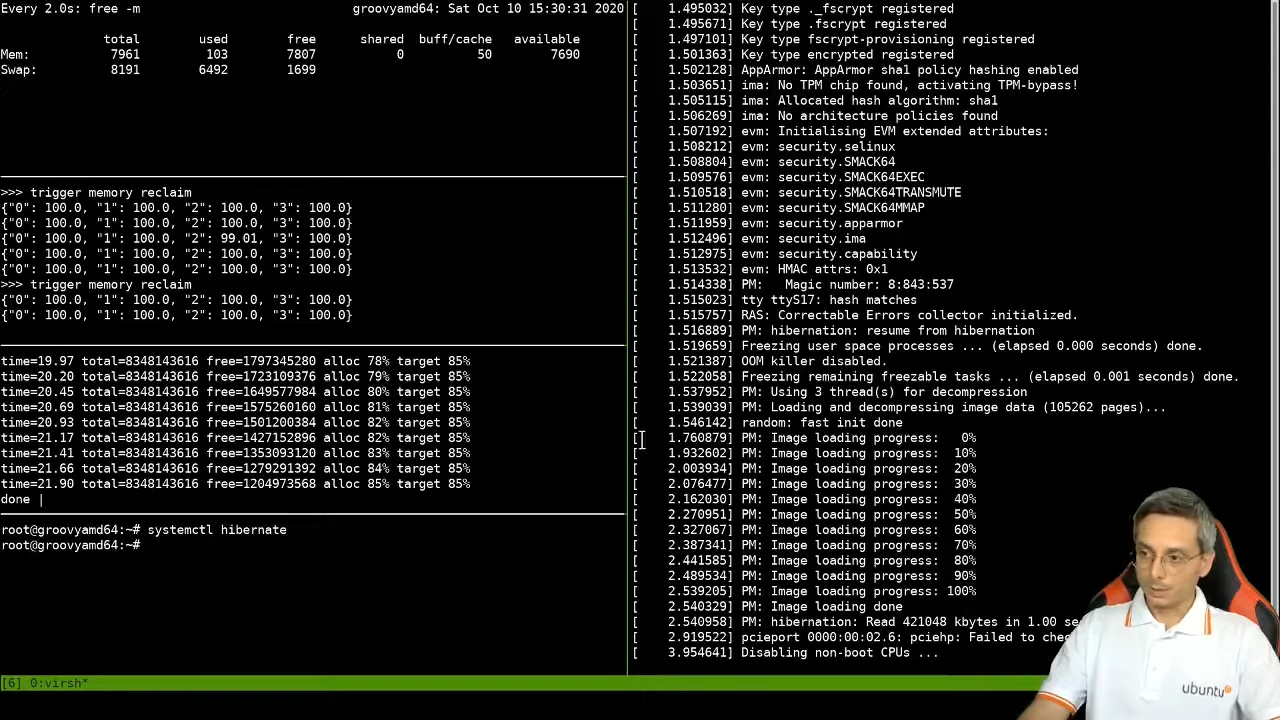 Every 2.0s: free -m groovyamd64: Sat Oct 10 15:30:31 2020
total used free shared buff/cache available
Mem: 7961 103 7807 0 50 7690
Swap: 8191 6492 1699
>>> trigger memory reclaim
{"0": 100.0, "1": 100.0, "2": 100.0, "3": 100.0}
{"0": 100.0, "1": 100.0, "2": 100.0, "3": 100.0}
{"0": 100.0, "1": 100.0, "2": 99.01, "3": 100.0}
{"0": 100.0, "1": 100.0, "2": 100.0, "3": 100.0}
{"0": 100.0, "1": 100.0, "2": 100.0, "3": 100.0}
>>> trigger memory reclaim
{"0": 100.0, "1": 100.0, "2": 100.0, "3": 100.0}
{"0": 100.0, "1": 100.0, "2": 100.0, "3": 100.0}
time=19.97 total=8348143616 free=1797345280 alloc 78% target 85%
time=20.20 total=8348143616 free=1723109376 alloc 79% target 85%
time=20.45 total=8348143616 free=1649577984 alloc 80% target 85%
time=20.69 total=8348143616 free=1575260160 alloc 81% target 85%
time=20.93 total=8348143616 free=1501200384 alloc 82% target 85%
time=21.17 total=8348143616 free=1427152896 alloc 82% target 85%
time=21.41 total=8348143616 free=1353093120 alloc 83% target 85%
time=21.66 total=8348143616 free=1279291392 alloc 84% target 85%
time=21.90 total=8348143616 free=1204973568 alloc 85% target 85%
done |
root@groovyamd64:~# systemctl hibernate
root@groovyamd64:~#
[ 1.495032] Key type ._fscrypt registered
[ 1.495671] Key type .fscrypt registered
[ 1.497101] Key type fscrypt-provisioning registered
[ 1.501363] Key type encrypted registered
[ 1.502128] AppArmor: AppArmor sha1 policy hashing enabled
[ 1.503651] ima: No TPM chip found, activating TPM-bypass!
[ 1.505115] ima: Allocated hash algorithm: sha1
[ 1.506269] ima: No architecture policies found
[ 1.507192] evm: Initialising EVM extended attributes:
[ 1.508212] evm: security.selinux
[ 1.508804] evm: security.SMACK64
[ 1.509576] evm: security.SMACK64EXEC
[ 1.510518] evm: security.SMACK64TRANSMUTE
[ 1.511280] evm: security.SMACK64MMAP
[ 1.511959] evm: security.apparmor
[ 1.512496] evm: security.ima
[ 1.512975] evm: security.capability
[ 1.513532] evm: HMAC attrs: 0x1
[ 1.514338] PM: Magic number: 8:843:537
[ 1.515023] tty ttyS17: hash matches
[ 1.515757] RAS: Correctable Errors collector initialized.
[ 1.516889] PM: hibernation: resume from hibernation
[ 1.519659] Freezing user space processes ... (elapsed 0.000 seconds) done.
[ 1.521387] OOM killer disabled.
[ 1.522058] Freezing remaining freezable tasks ... (elapsed 0.001 seconds) done.
[ 1.537952] PM: Using 3 thread(s) for decompression
[ 1.539039] PM: Loading and decompressing image data (105262 pages)...
[ 1.546142] random: fast init done
[ 1.760879] PM: Image loading progress: 0%
[ 1.932602] PM: Image loading progress: 10%
[ 2.003934] PM: Image loading progress: 20%
[ 2.076477] PM: Image loading progress: 30%
[ 2.162030] PM: Image loading progress: 40%
[ 2.270951] PM: Image loading progress: 50%
[ 2.327067] PM: Image loading progress: 60%
[ 2.387341] PM: Image loading progress: 70%
[ 2.441585] PM: Image loading progress: 80%
[ 2.489534] PM: Image loading progress: 90%
[ 2.539205] PM: Image loading progress: 100%
[ 2.540329] PM: Image loading done
[ 2.540958] PM: hibernation: Read 421048 kbytes in 1.00
[ 2.919522] pcieport 0000:00:02.6: pciehp: Failed to
[ 3.954641] Disabling non-boot CPUs ...
[6] 0:virsh*
ubuntu